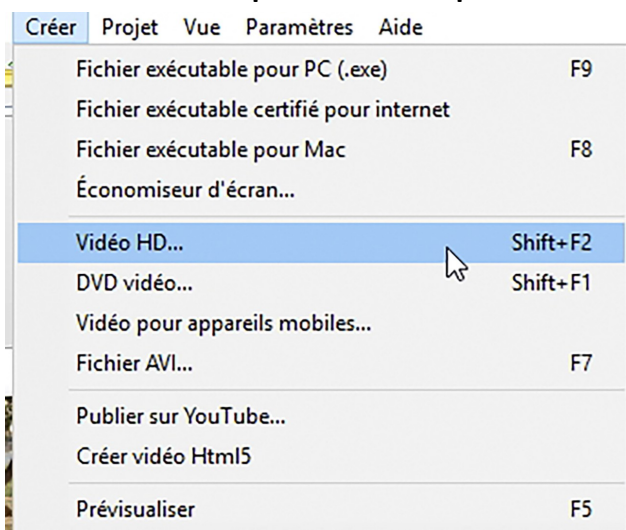 Créer Projet Vue Paramètres Aide
Fichier exécutable pour PC (.exe) F9
Fichier exécutable certifié pour internet
Fichier exécutable pour Mac F8
Économiseur d'écran...
Vidéo HD... Shift+F2
DVD vidéo... Shift+F1
Vidéo pour appareils mobiles...
Fichier AVI... F7
Publier sur YouTube...
Créer vidéo Html5
Prévisualiser F5